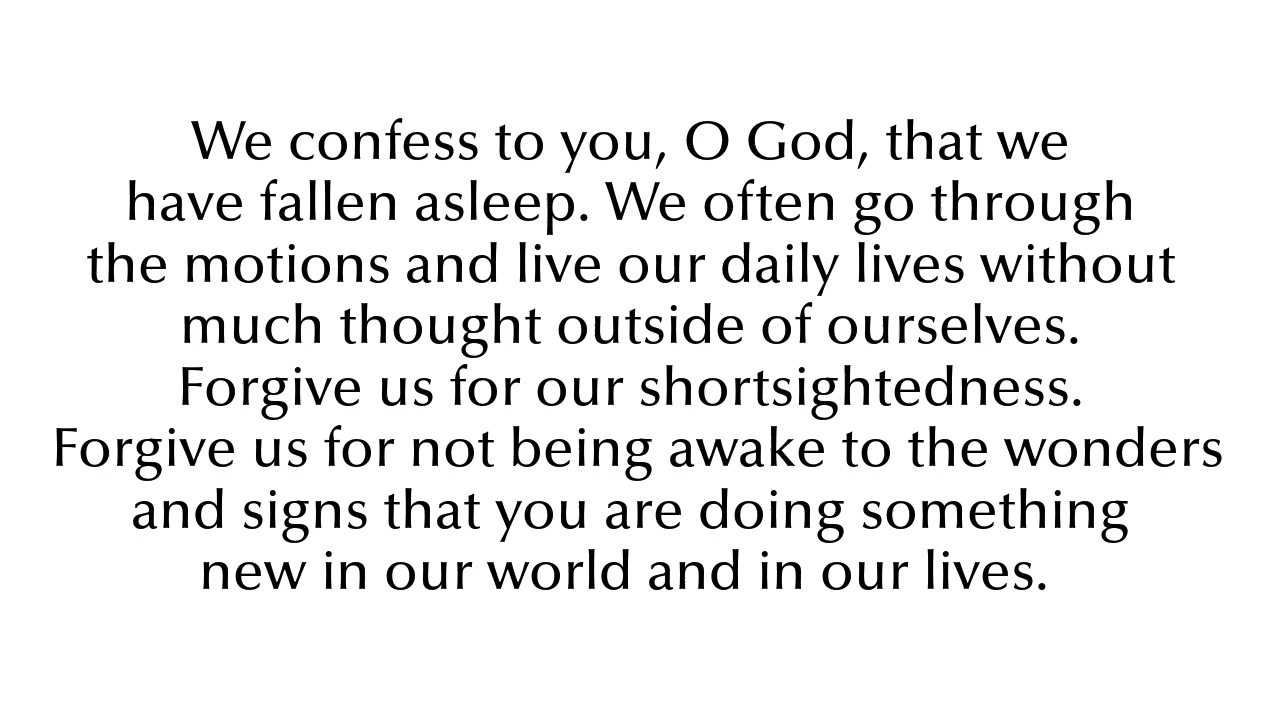 We confess to you, O God, that we
have fallen asleep. We often go through
the motions and live our daily lives without
much thought outside of ourselves.
Forgive us for our shortsightedness.
Forgive us for not being awake to the wonders
and signs that you are doing something
new in our world and in our lives.